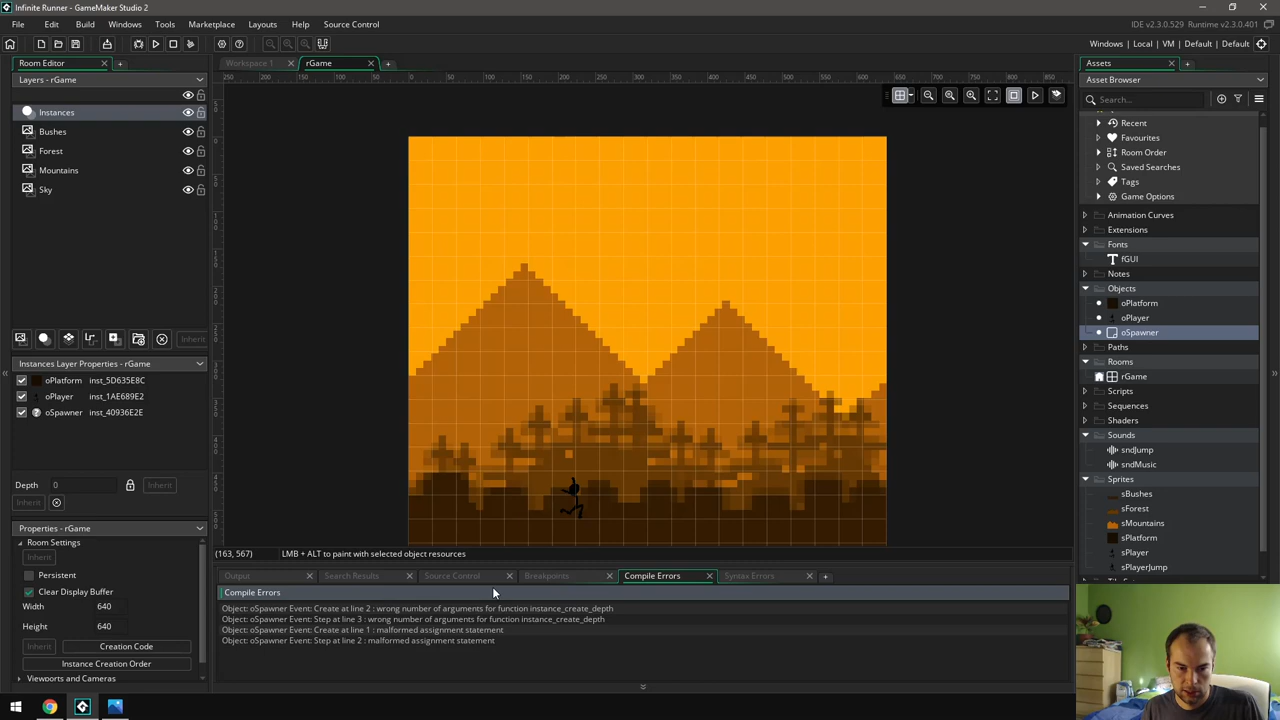 Infinite Runner - GameMaker Studio 2
File Edit Build Windows Tools Marketplace Layouts Help Source Control
IDE v2.3.0.529 Runtime v2.3.0.401
Windows | Local | VM | Default | Default
Room Editor
Workspace 1
rGame
Assets
Layers - rGame
Asset Browser
Search...
Instances
Bushes
Forest
Mountains
Sky
Inherit
Instances Layer Properties - rGame
oPlatform inst_5D635E8C
oPlayer inst_1AE689E2
oSpawner inst_40936E2E
Depth 0 Inherit
Inherit
Properties - rGame
Room Settings
Inherit
Persistent
Clear Display Buffer
Width 640
Height 640
Inherit Creation Code
Instance Creation Order
Viewports and Cameras
(163, 567) LMB + ALT to paint with selected object resources
Output Search Results Source Control Breakpoints Compile Errors Syntax Errors
Compile Errors
Object: oSpawner Event: Create at line 2 : wrong number of arguments for function instance_create_depth
Object: oSpawner Event: Step at line 3 : wrong number of arguments for function instance_create_depth
Object: oSpawner Event: Create at line 1 : malformed assignment statement
Object: oSpawner Event: Step at line 2 : malformed assignment statement
Recent
Favourites
Room Order
Saved Searches
Tags
Game Options
Animation Curves
Extensions
Fonts
fGUI
Notes
Objects
oPlatform
oPlayer
oSpawner
Paths
Rooms
rGame
Scripts
Sequences
Shaders
Sounds
sndJump
sndMusic
Sprites
sBushes
sForest
sMountains
sPlatform
sPlayer
sPlayerJump